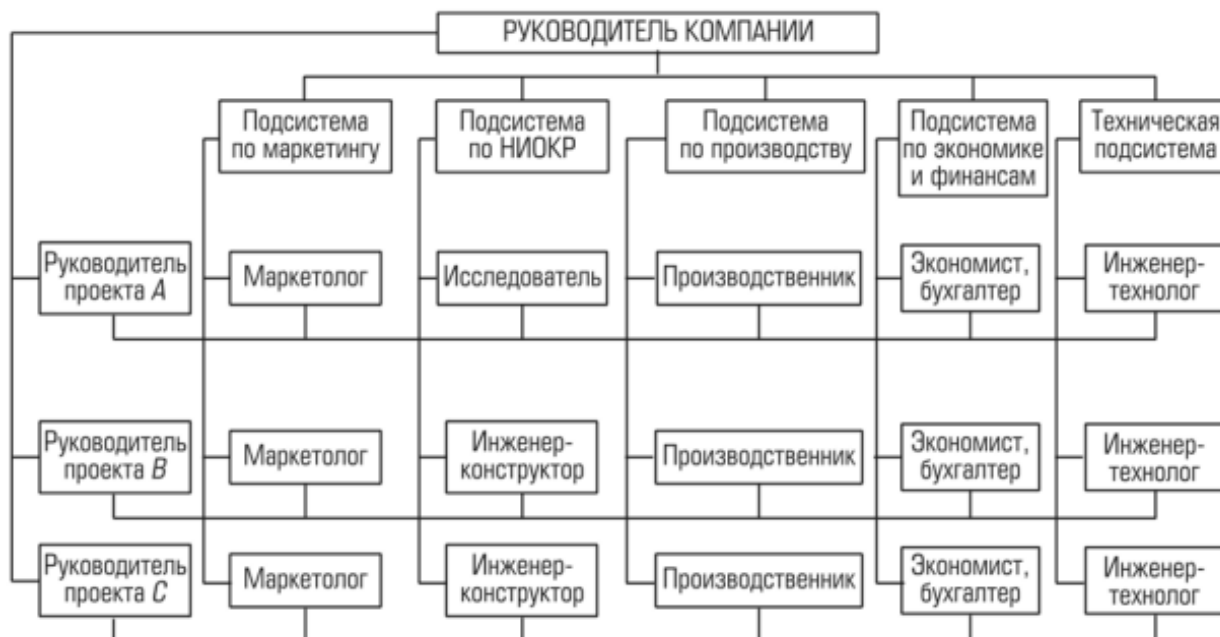 РУКОВОДИТЕЛЬ КОМПАНИИ
Подсистема
по маркетингу
Подсистема
по НИОКР
Подсистема
по производству
Подсистема
по экономике
и финансам
Техническая
подсистема
Руководитель
проекта А
Маркетолог
Исследователь
Производственник
Экономист,
бухгалтер
Инженер-
технолог
Руководитель
проекта В
Маркетолог
Инженер-
конструктор
Производственник
Экономист,
бухгалтер
Инженер-
технолог
Руководитель
проекта С
Маркетолог
Инженер-
конструктор
Производственник
Экономист,
бухгалтер
Инженер-
технолог